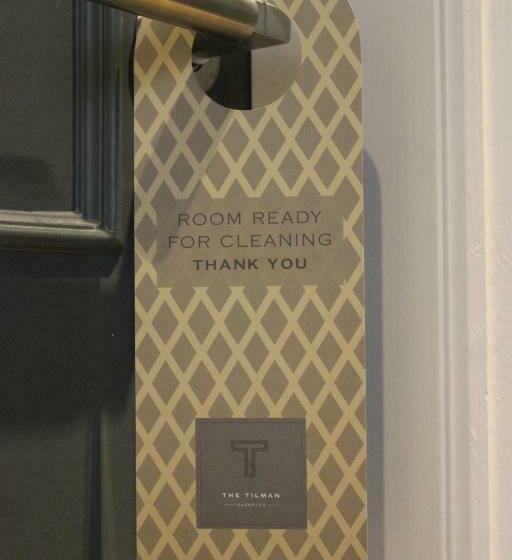 ROOM READY
FOR CLEANING
THANK YOU
T
THE TILMAN